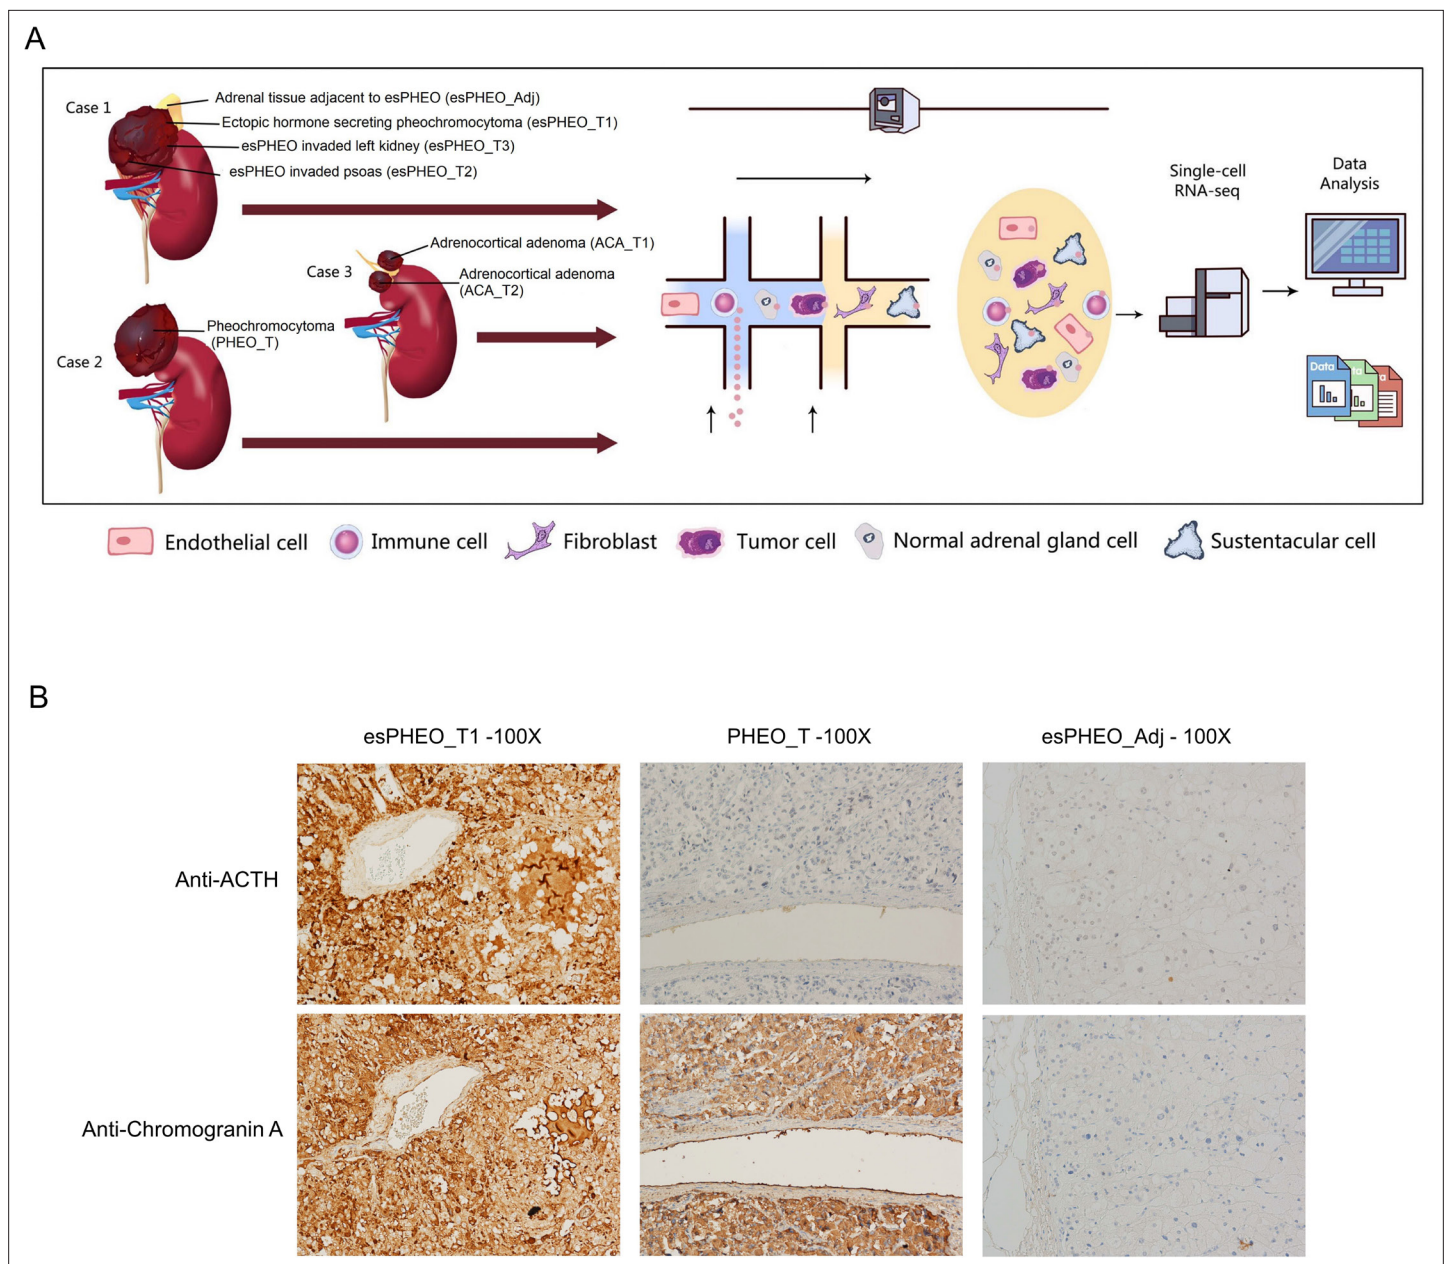 A
Case 1
Adrenal tissue adjacent to esPHEO (esPHEO_Adj)
Ectopic hormone secreting pheochromocytoma (esPHEO_T1)
esPHEO invaded left kidney (esPHEO_T3)
esPHEO invaded psoas (esPHEO_T2)
Case 3
Adrenocortical adenoma (ACA_T1)
Adrenocortical adenoma
(ACA_T2)
Case 2
Pheochromocytoma
(PHEO_T)
Single-cell
RNA-seq
Data
Analysis
Data
ta
a
Endothelial cell
Immune cell
Fibroblast
Tumor cell
Normal adrenal gland cell
Sustentacular cell
B
esPHEO_T1 -100X
PHEO_T -100X
esPHEO_Adj - 100X
Anti-ACTH
Anti-Chromogranin A